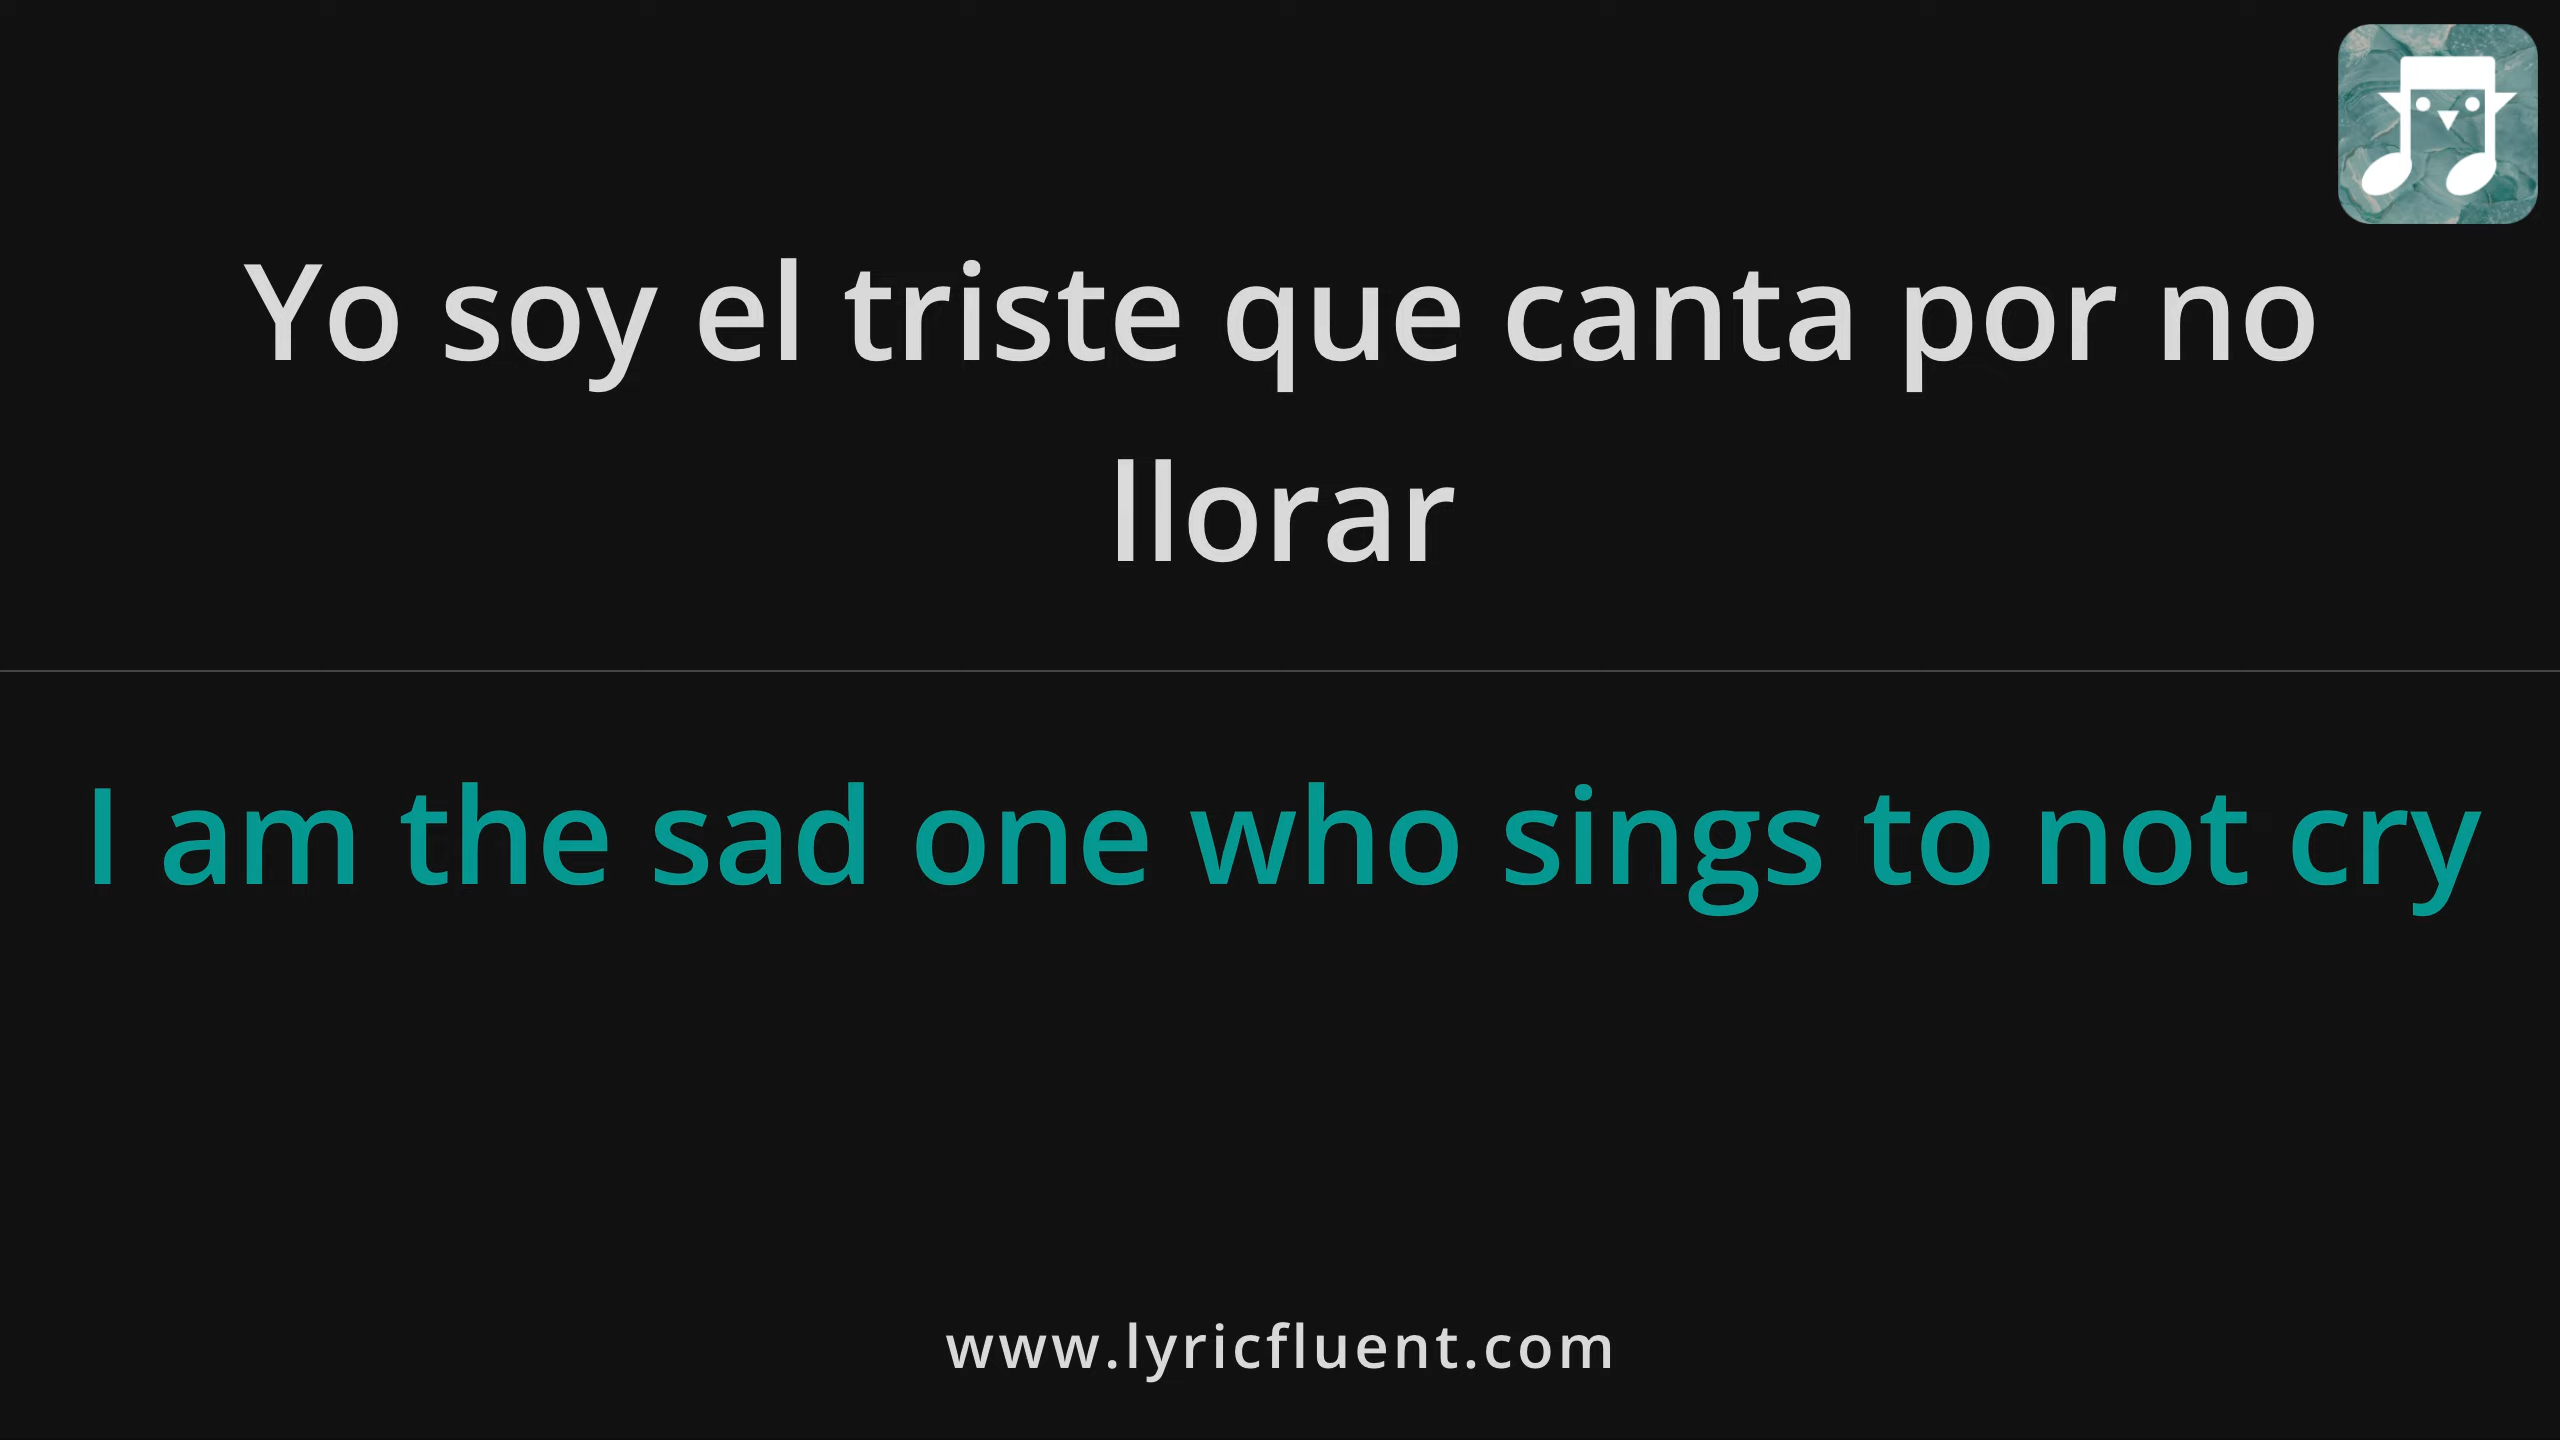 Yo soy el triste que canta por no
llorar
I am the sad one who sings to not cry
www.lyricfluent.com